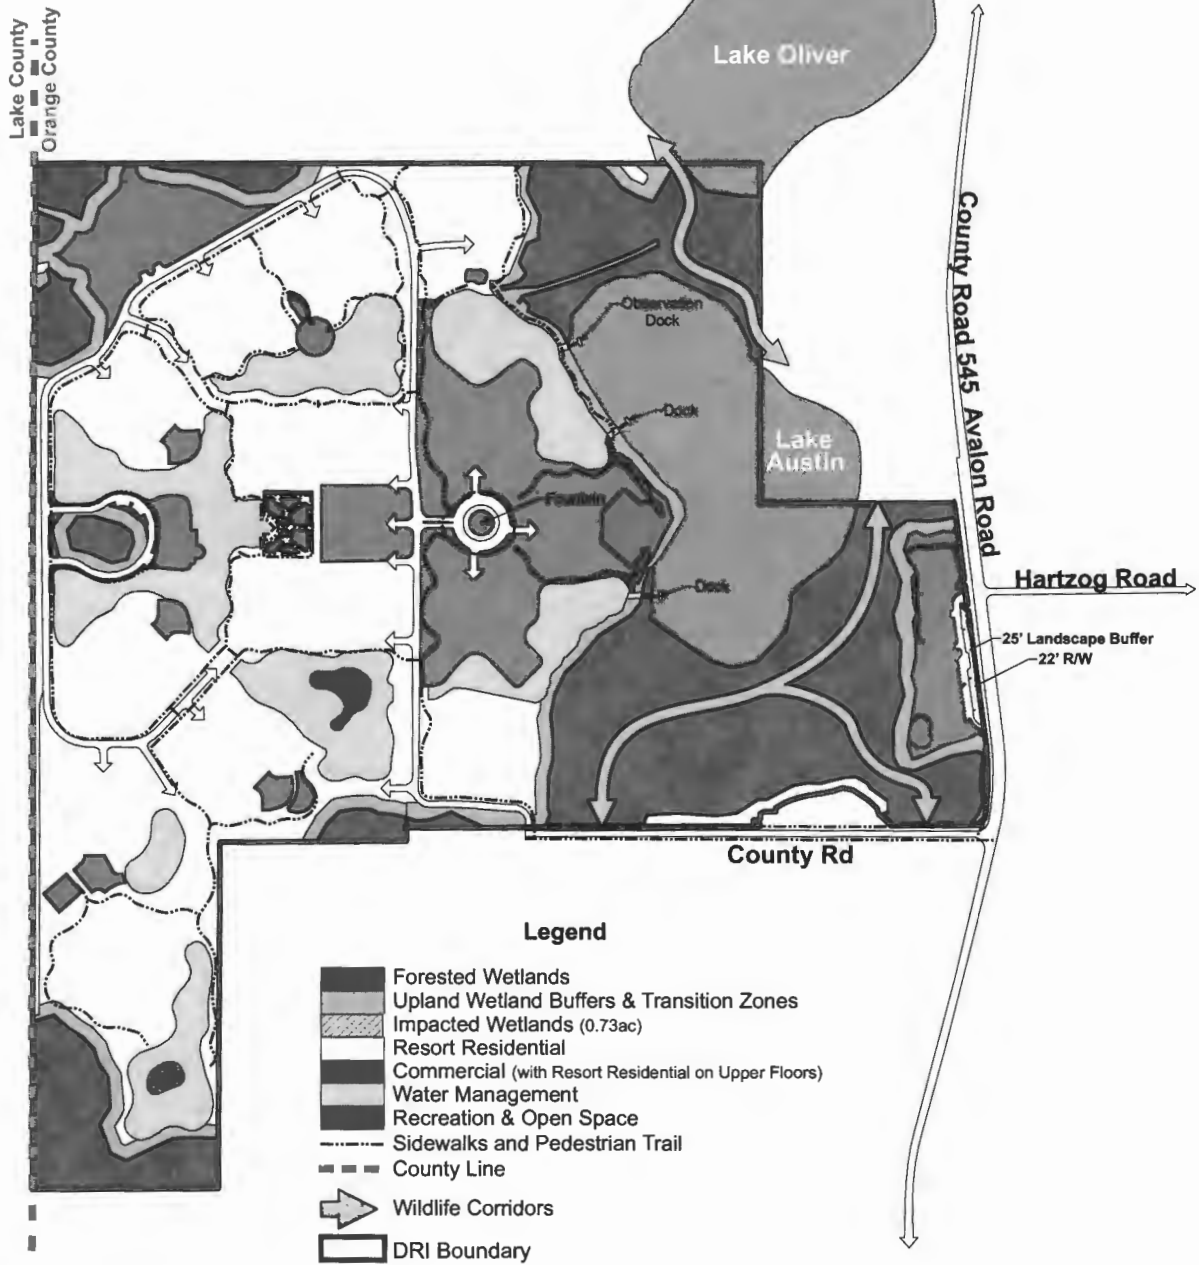 Lake County
Orange County
Lake Oliver
County Road 545 Avalon Road
Observation
Dock
Dock
Lake
Austin
Fountain
Hartzog Road
Dock
25' Landscape Buffer
22' R/W
County Rd
Legend
Forested Wetlands
Upland Wetland Buffers & Transition Zones
Impacted Wetlands (0.73ac)
Resort Residential
Commercial (with Resort Residential on Upper Floors)
Water Management
Recreation & Open Space
Sidewalks and Pedestrian Trail
County Line
Wildlife Corridors
DRI Boundary